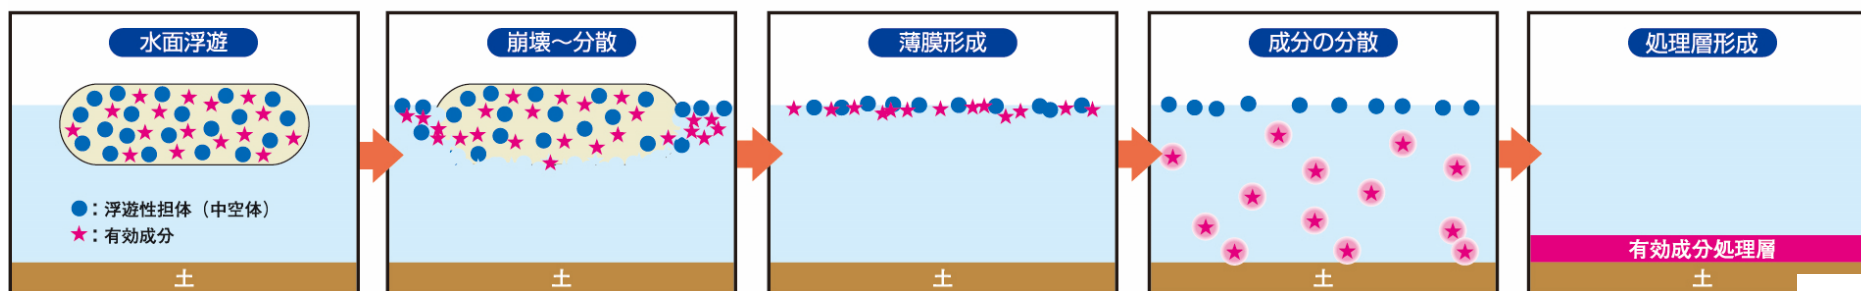 水面浮遊
●：浮遊性担体（中空体）
★：有効成分
土
崩壊～分散
土
薄膜形成
土
成分の分散
土
処理層形成
有効成分処理層
土